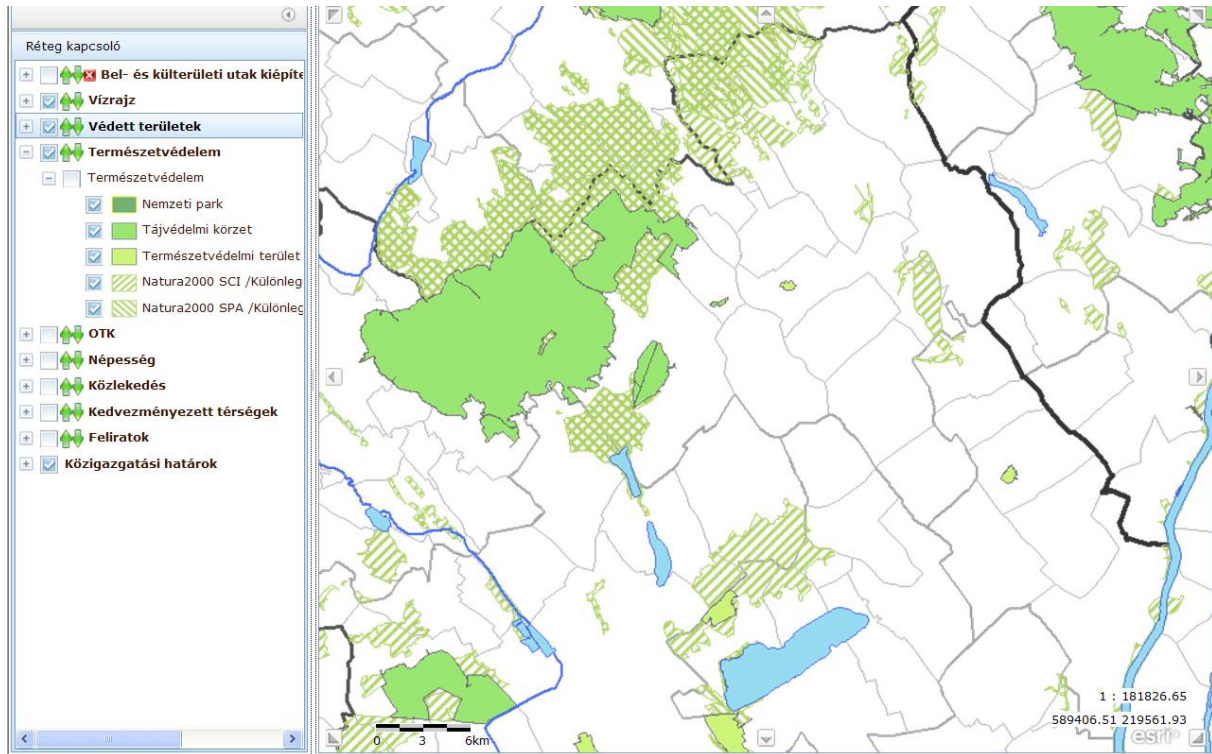 Réteg kapcsoló
Bel- és külterületi utak kiépíte
Vízrajz
Védett területek
Természetvédelem
Természetvédelem
Nemzeti park
Tájvédelmi körzet
Természetvédelmi terület
Natura2000 SCI /Különleg
Natura2000 SPA /Különleg
OTK
Népesség
Közlekedés
Kedvezményezett térségek
Feliratok
Közigazgatási határok
0 3 6km
1 : 181826.65
589406.51 219561.93
esri